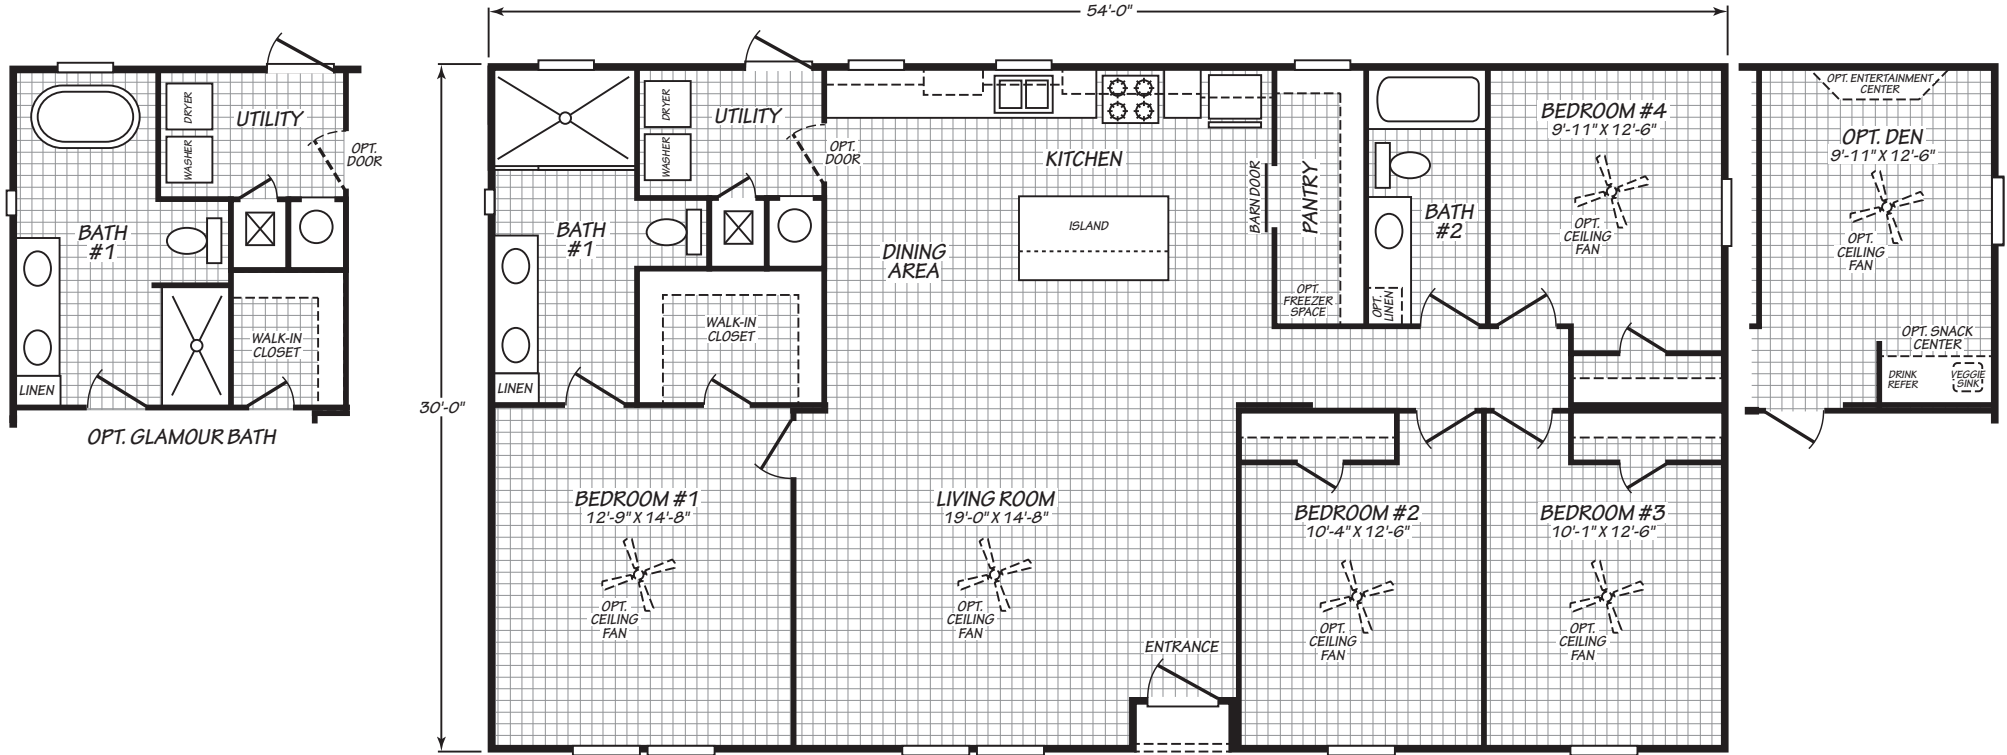 54'-0"
30'-0"
DRYER
WASHER
UTILITY
OPT.
DOOR
BATH
#1
WALK-IN
CLOSET
LINEN
OPT. GLAMOUR BATH
DRYER
WASHER
UTILITY
OPT.
DOOR
BATH
#1
WALK-IN
CLOSET
LINEN
KITCHEN
ISLAND
DINING
AREA
BARN DOOR
PANTRY
OPT.
FREEZER
SPACE
BATH
#2
OPT.
LINEN
BEDROOM #4
9'-11" X 12'-6"
OPT.
CEILING
FAN
BEDROOM #1
12'-9" X 14'-8"
OPT.
CEILING
FAN
LIVING ROOM
19'-0" X 14'-8"
OPT.
CEILING
FAN
ENTRANCE
BEDROOM #2
10'-4" X 12'-6"
OPT.
CEILING
FAN
BEDROOM #3
10'-1" X 12'-6"
OPT.
CEILING
FAN
OPT. ENTERTAINMENT
CENTER
OPT. DEN
9'-11" X 12'-6"
OPT.
CEILING
FAN
OPT. SNACK
CENTER
DRINK
REFER
VEGGIE
SINK